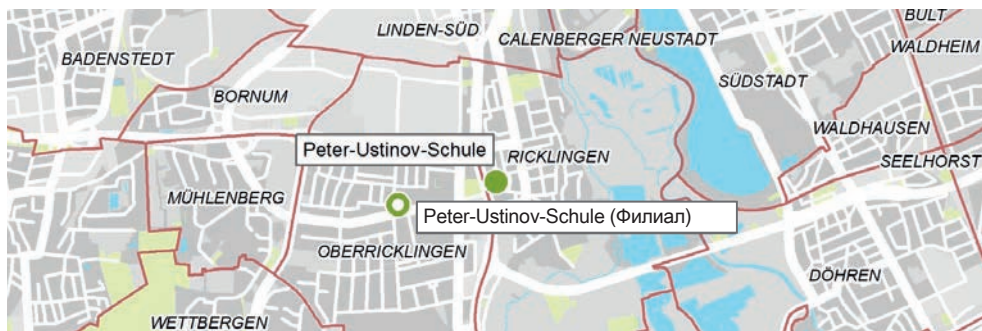 BULT
LINDEN-SÜD
CALENBERGER NEUSTADT
WALDHEIM
BADENSTEDT
SÜDSTADT
BORNUM
WALDHAUSEN
Peter-Ustinov-Schule
RICKLINGEN
SEELHORST
MÜHLENBERG
Peter-Ustinov-Schule (Филиал)
OBERRICKLINGEN
DÖHREN
WETTBERGEN